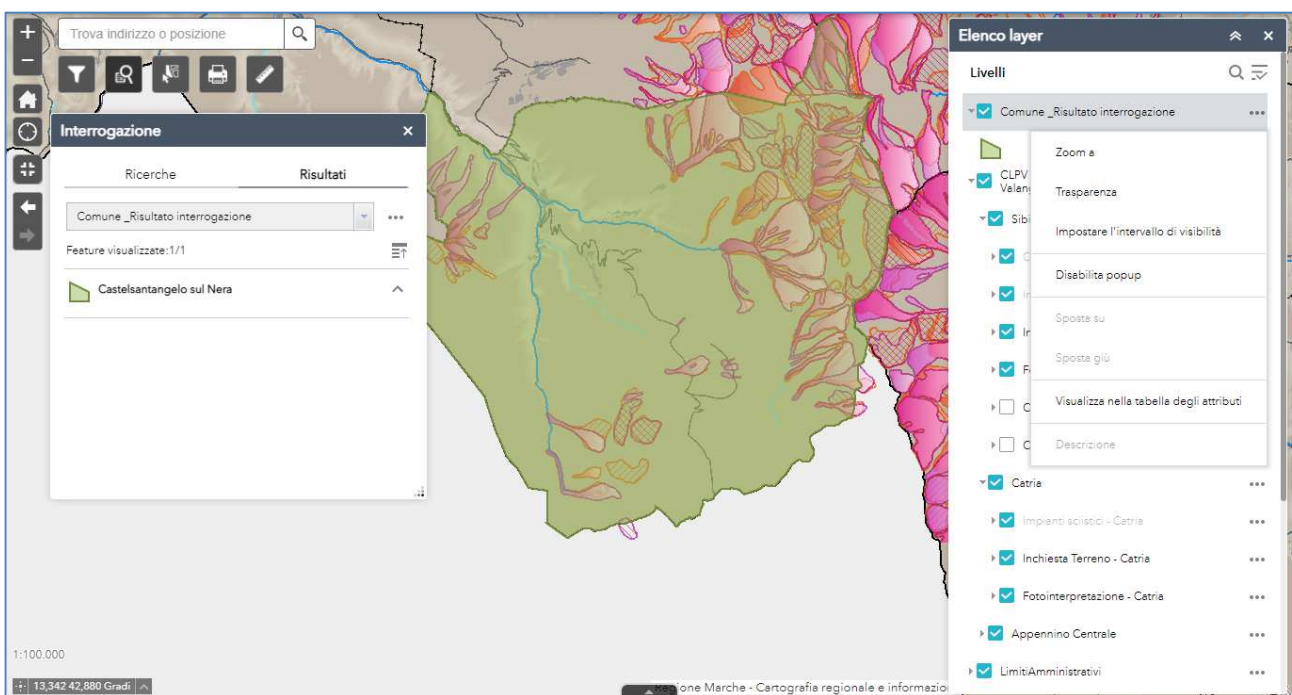 Trova indirizzo o posizione
Interrogazione
Ricerche
Risultati
Comune _Risultato interrogazione
Feature visualizzate:1/1
Castelsantangelo sul Nera
1:100.000
13,342 42,880 Gradi
Regione Marche - Cartografia regionale e informazio
Elenco layer
Livelli
Comune _Risultato interrogazione
CLPV
Sibi
Zoom a
Trasparenza
Impostare l'intervallo di visibilità
Disabilita popup
Sposta su
Sposta giù
Visualizza nella tabella degli attributi
Descrizione
Catria
Impianti sciistici - Catria
Inchiesta Terreno - Catria
Fotointerpretazione - Catria
Appennino Centrale
LimitiAmministrativi